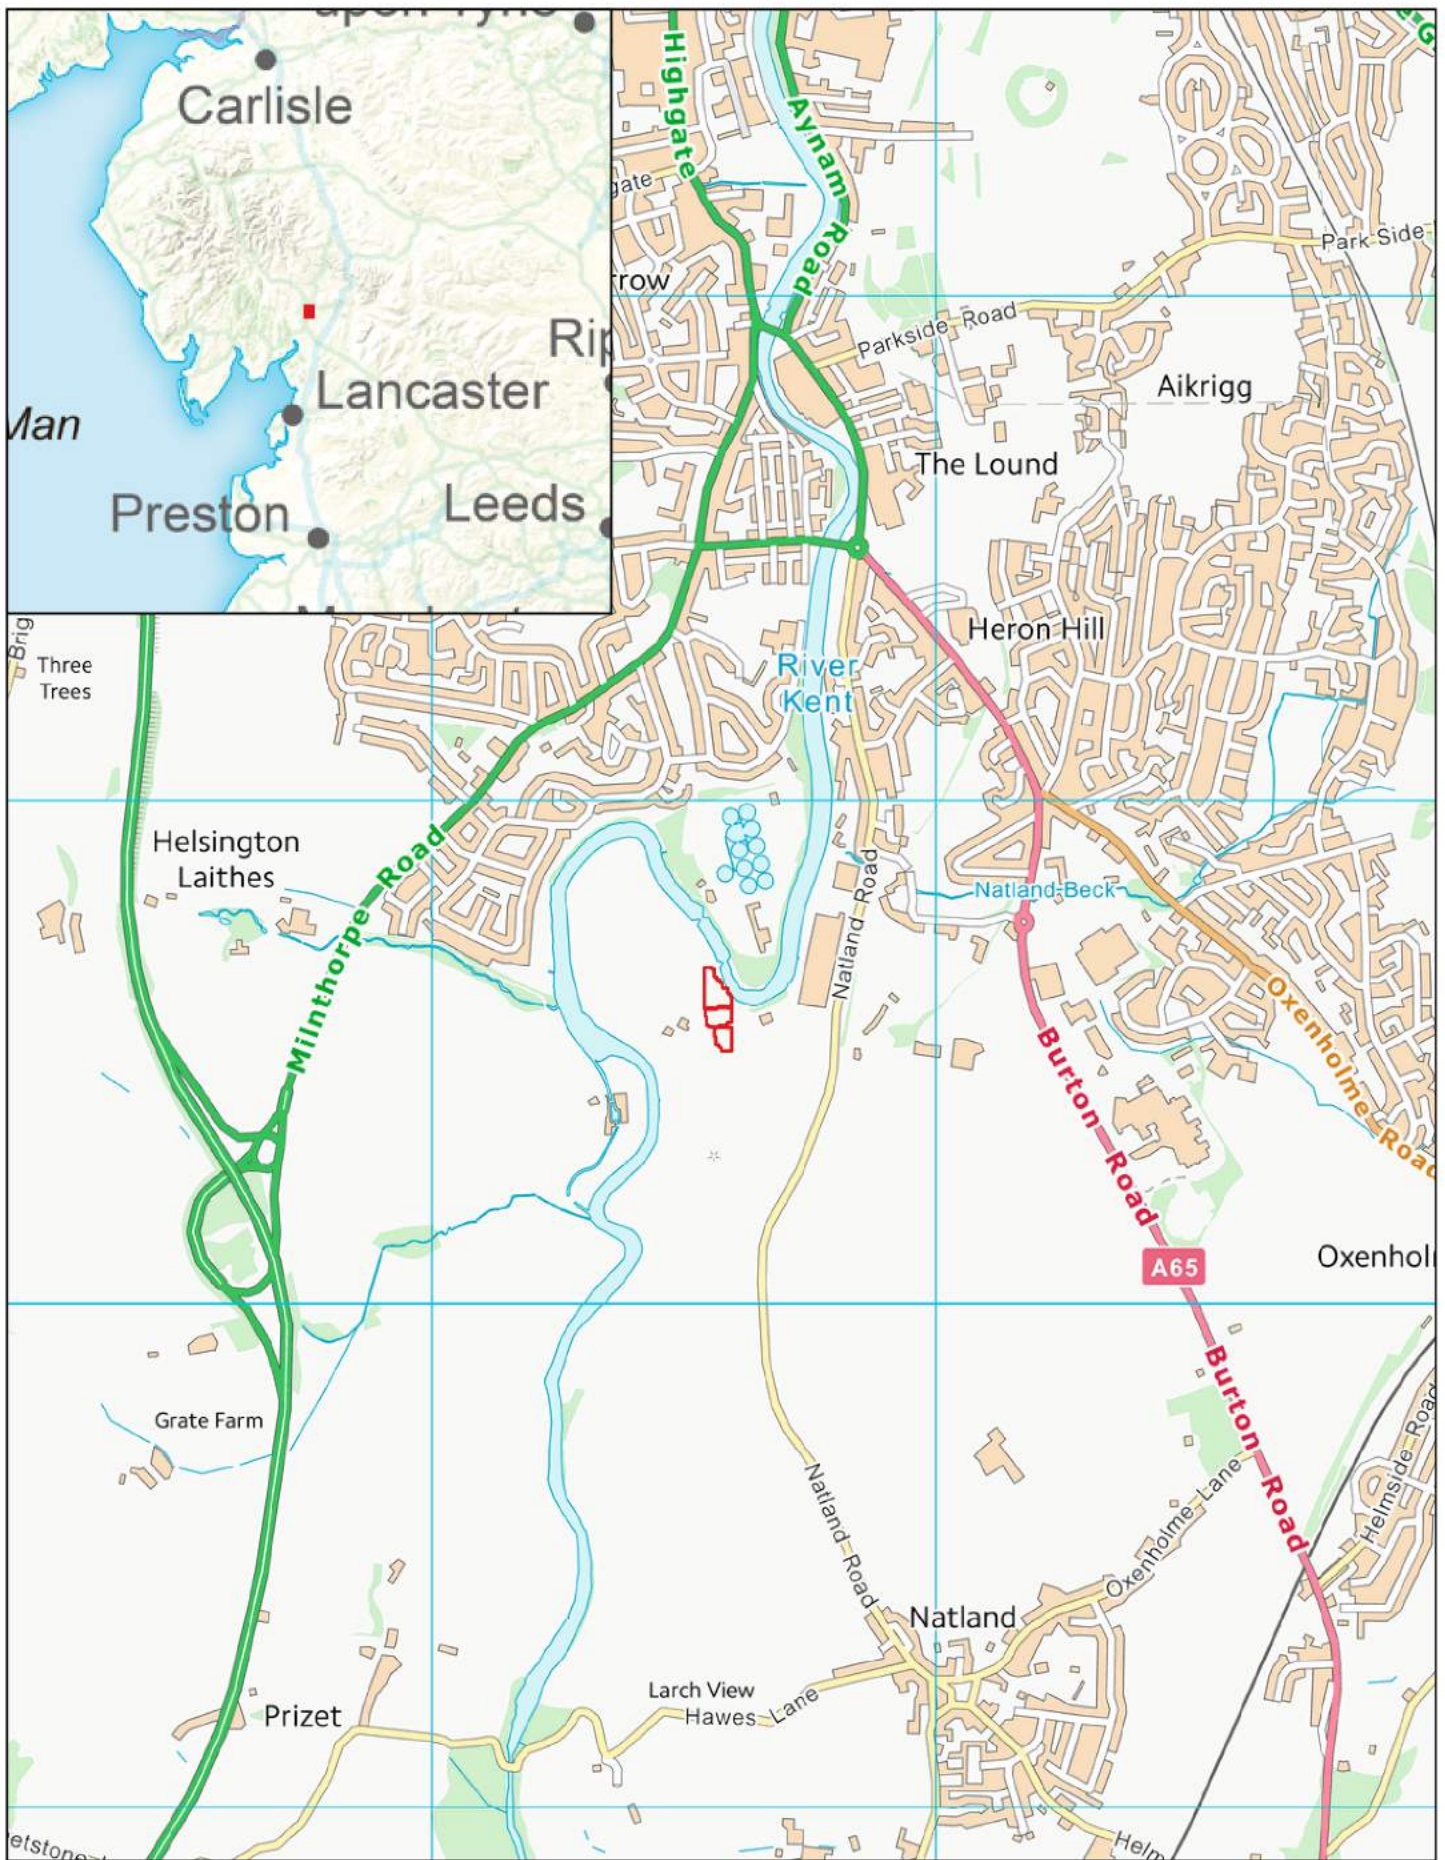 Carlisle
Rip
Lancaster
Man
Preston
Leeds
Highgate
Aynam Road
gate
rrow
Park Side
Parkside Road
Aikrigg
The Lound
Brig
Three
Trees
Heron Hill
River
Kent
Helsington
Laithes
Milnthorpe Road
Natland Beck
Natland Road
Oxenholme Road
Burton Road
A65
Oxenhol
Burton Road
Grate Farm
Helmside Road
Natland Road
Oxenholme Lane
Natland
Larch View
Hawes Lane
Prizet
etstone
Helm